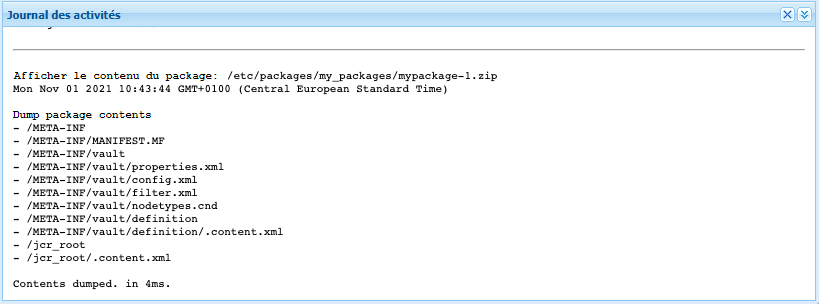 Journal des activités
Afficher le contenu du package: /etc/packages/my_packages/mypackage-1.zip
Mon Nov 01 2021 10:43:44 GMT+0100 (Central European Standard Time)
Dump package contents
- /META-INF
- /META-INF/MANIFEST.MF
- /META-INF/vault
- /META-INF/vault/properties.xml
- /META-INF/vault/config.xml
- /META-INF/vault/filter.xml
- /META-INF/vault/nodetypes.cnd
- /META-INF/vault/definition
- /META-INF/vault/definition/.content.xml
- /jcr_root
- /jcr_root/.content.xml
Contents dumped. in 4ms.